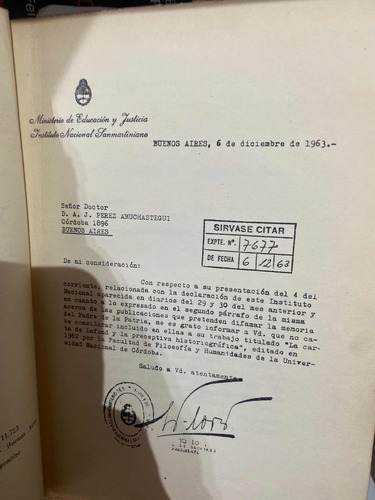 Ministerio de Educación y Justicia
Instituto Nacional Sanmartiniano
BUENOS AIRES, 6 de diciembre de 1963.-
Señor Doctor
D. A. J. PEREZ AMUCHASTEGUI
Córdoba 1896
BUENOS AIRES
SIRVASE CITAR
EXPTE. Nº. 7677
DE FECHA 6 12 63
De mi consideración:
Con respecto a su presentación del 4 del
corriente, relacionada con la declaración de este Instituto
Nacional aparecida en diarios del 29 y 30 del mes anterior y
en cuanto a lo expresado en el segundo párrafo de la misma
acerca de las publicaciones que pretenden difamar la memoria
del Padre de la Patria, me es grato informar a Vd. que no ca-
be considerar incluído en ellas a su trabajo titulado "La car-
ta de Lafond y la preceptiva historiográfica", editado en
1962 por la Facultad de Filosofía y Humanidades de la Univer-
sidad Nacional de Córdoba.
Saludo a Vd. atentamente.
PRESIDENTE
11.723